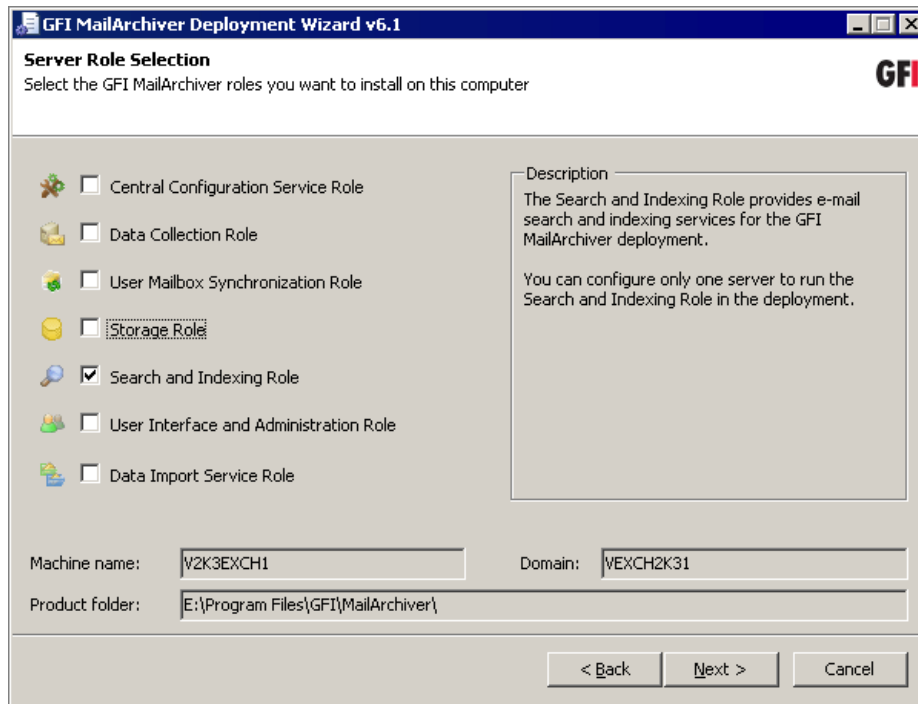 GFI MailArchiver Deployment Wizard v6.1
Server Role Selection
Select the GFI MailArchiver roles you want to install on this computer
GFI
Central Configuration Service Role
Data Collection Role
User Mailbox Synchronization Role
Storage Role
Search and Indexing Role
User Interface and Administration Role
Data Import Service Role
Description
The Search and Indexing Role provides e-mail
search and indexing services for the GFI
MailArchiver deployment.
You can configure only one server to run the
Search and Indexing Role in the deployment.
Machine name: V2K3EXCH1 Domain: VEXCH2K31
Product folder: E:\Program Files\GFI\MailArchiver\
< Back Next > Cancel